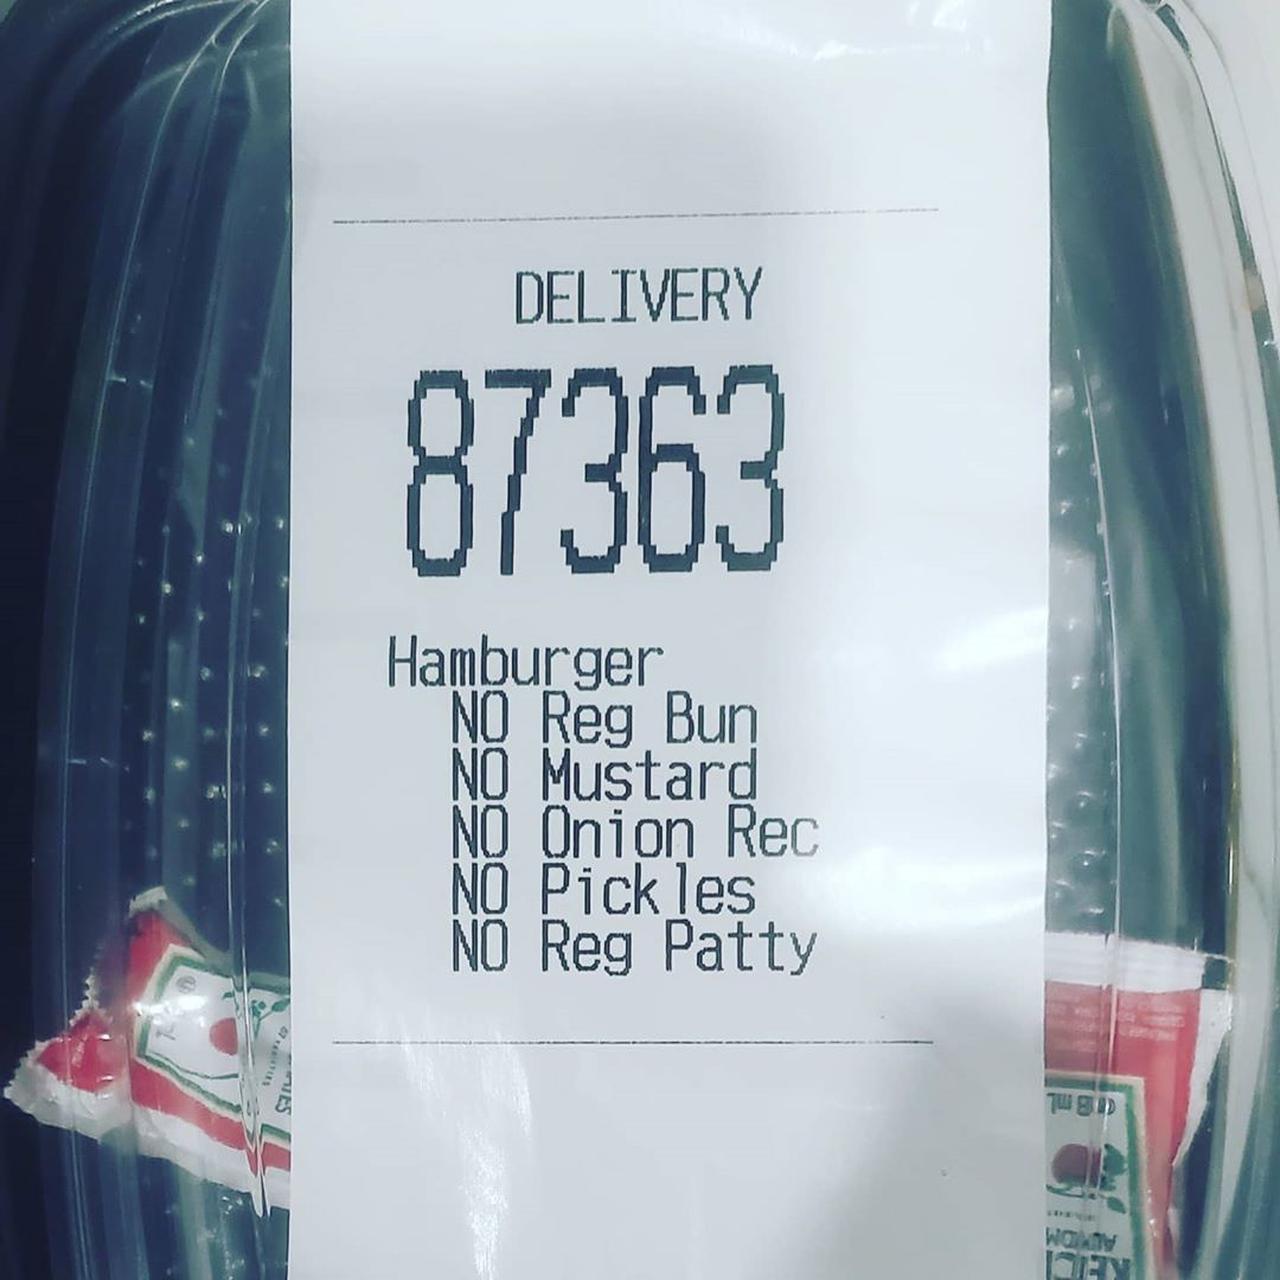 DELIVERY
87363
Hamburger
NO Reg Bun
NO Mustard
NO Onion Rec
NO Pickles
NO Reg Patty